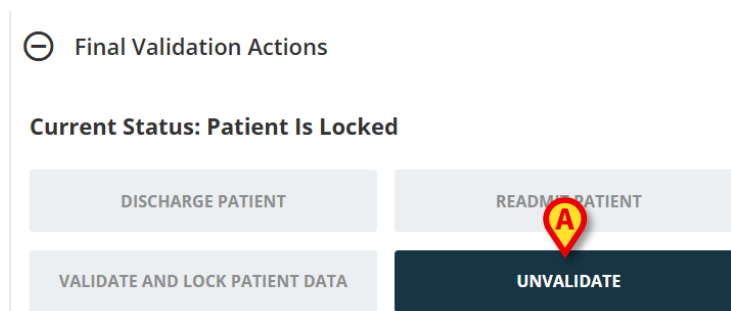 Final Validation Actions
Current Status: Patient Is Locked
DISCHARGE PATIENT
READMIT PATIENT
A
VALIDATE AND LOCK PATIENT DATA
UNVALIDATE